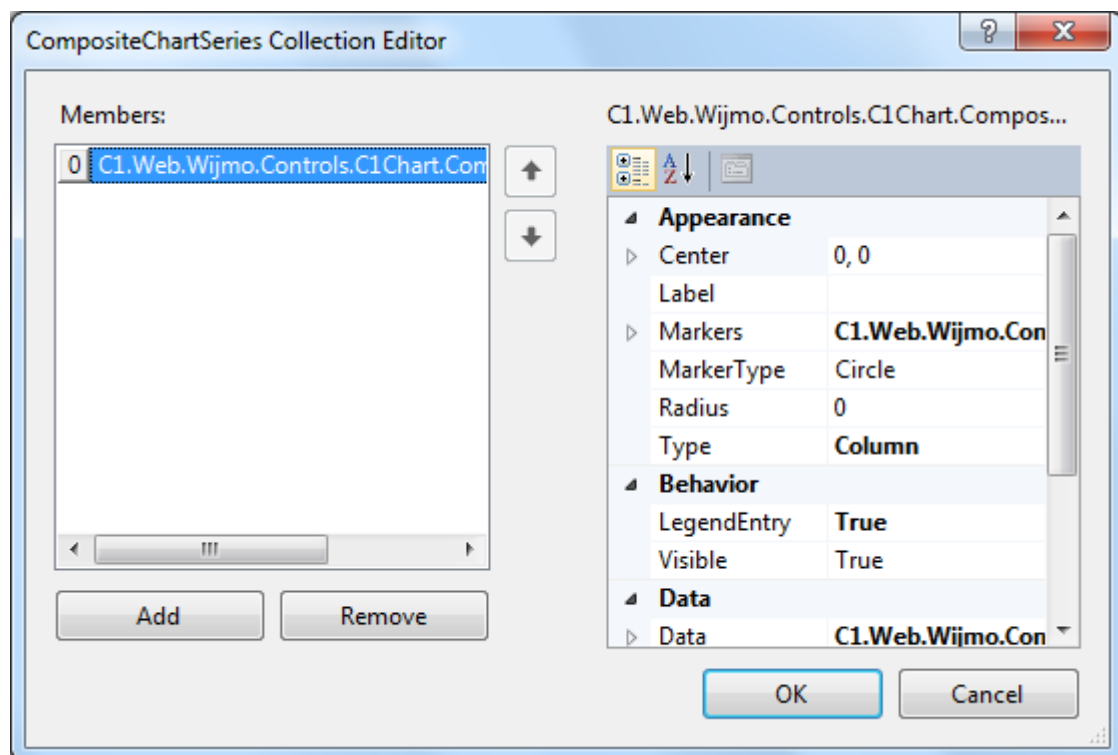 CompositeChartSeries Collection Editor
Members:
0 C1.Web.Wijmo.Controls.C1Chart.Com
Add
Remove
C1.Web.Wijmo.Controls.C1Chart.Compos...
Appearance
Center 0, 0
Label
Markers C1.Web.Wijmo.Con
MarkerType Circle
Radius 0
Type Column
Behavior
LegendEntry True
Visible True
Data
Data C1.Web.Wijmo.Con
OK
Cancel